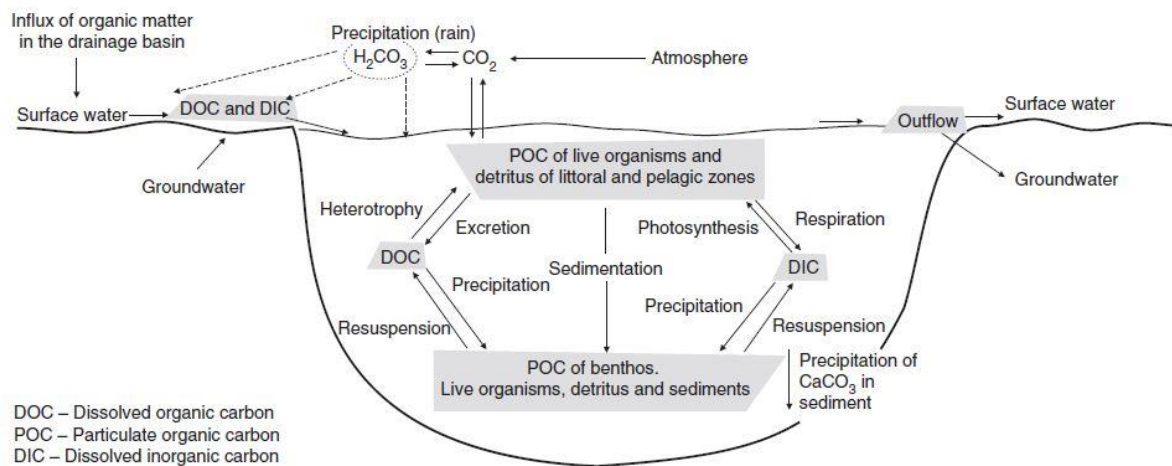 Influx of organic matter
in the drainage basin
Precipitation (rain)
H₂CO₃
CO₂
Atmosphere
Surface water
DOC and DIC
Surface water
Outflow
Groundwater
Groundwater
POC of live organisms and
detritus of littoral and pelagic zones
Heterotrophy
Excretion
Photosynthesis
Respiration
DOC
Sedimentation
DIC
Precipitation
Precipitation
Resuspension
Resuspension
POC of benthos.
Live organisms, detritus and sediments
Precipitation of
CaCO₃ in
sediment
DOC – Dissolved organic carbon
POC – Particulate organic carbon
DIC – Dissolved inorganic carbon